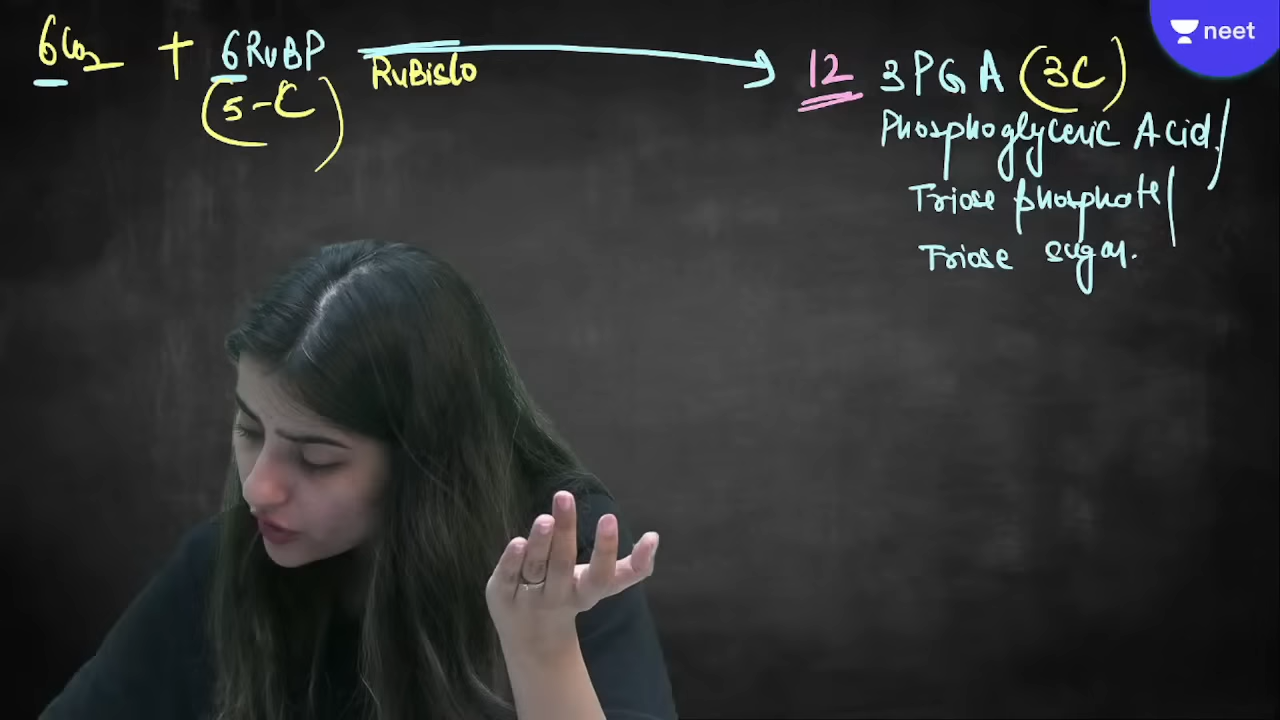 6CO2 + 6RuBP 12 3PGA (3C)
RuBisCo
(5-C)
Phosphoglyceric Acid/
Triose phosphate/
Triose sugar.
neet